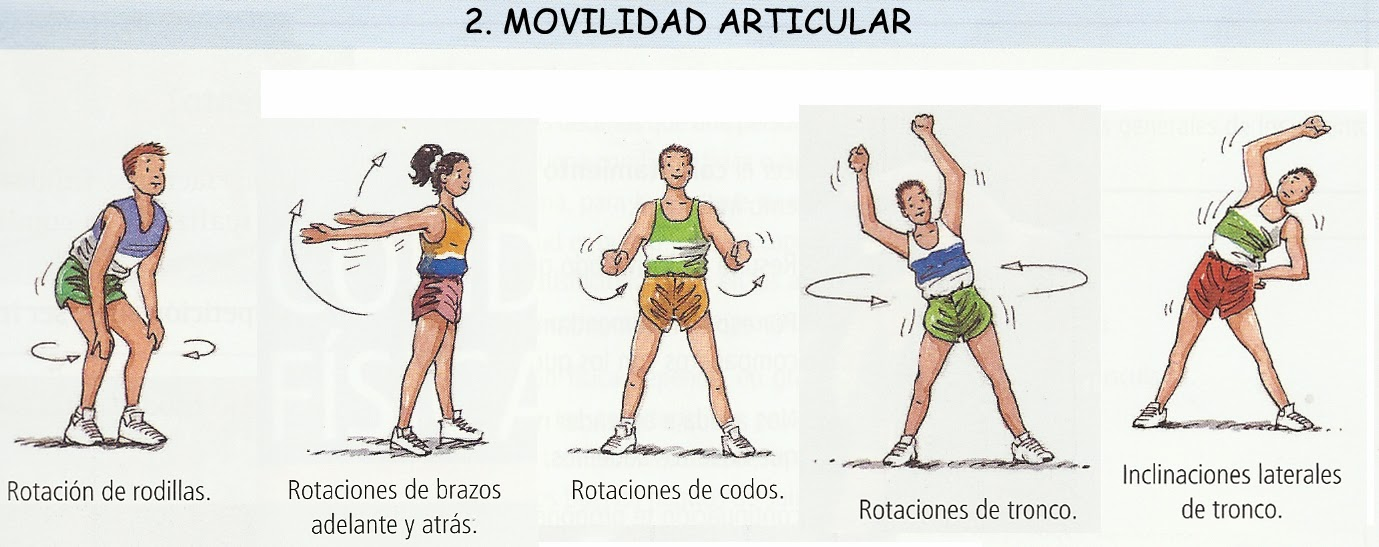 2. MOVILIDAD ARTICULAR
Rotación de rodillas.
Rotaciones de brazos
adelante y atrás.
Rotaciones de codos.
Rotaciones de tronco.
Inclinaciones laterales
de tronco.